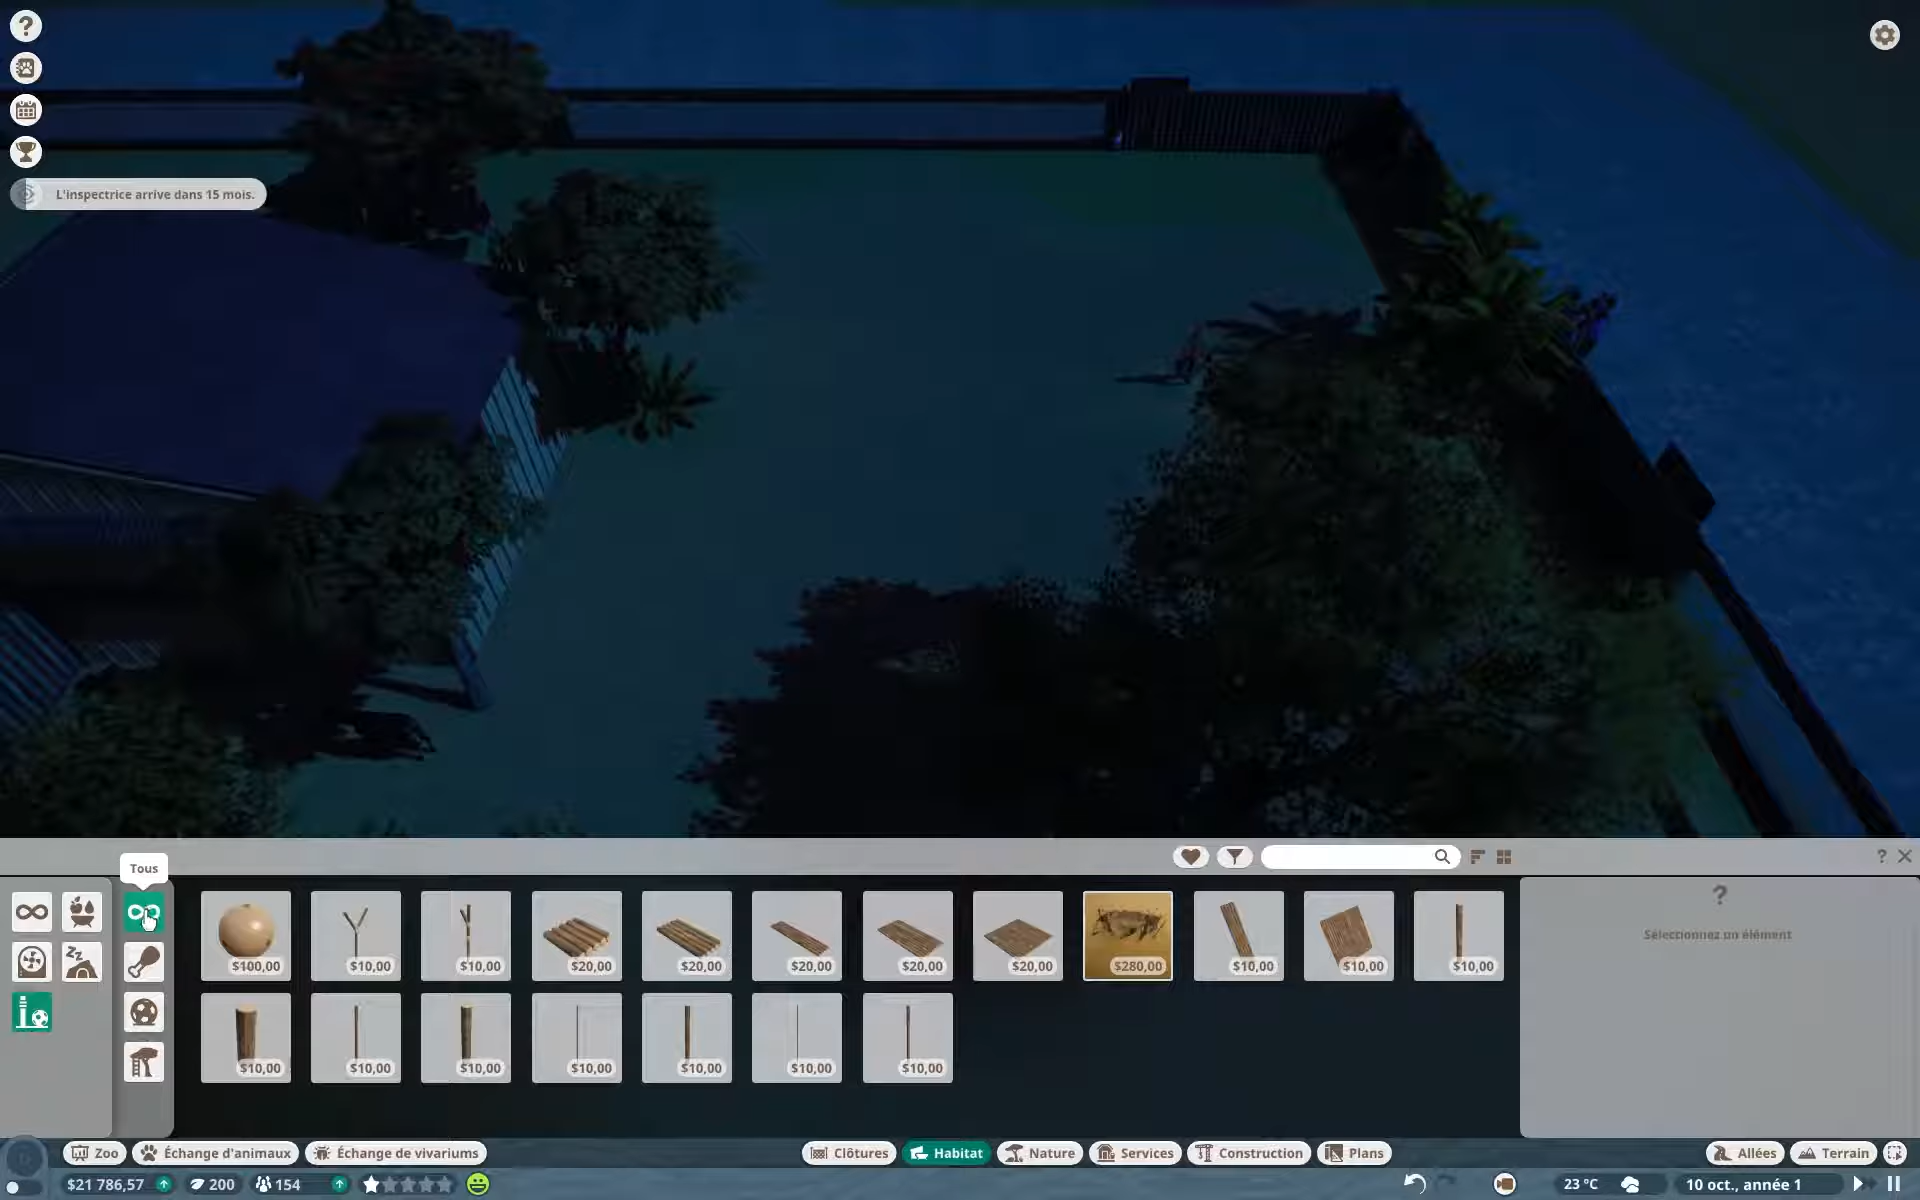 L'inspectrice arrive dans 15 mois.
Tous
$100,00 $10,00 $10,00 $20,00 $20,00 $20,00 $20,00 $20,00 $280,00 $10,00 $10,00 $10,00
$10,00 $10,00 $10,00 $10,00 $10,00 $10,00 $10,00
?
Sélectionnez un élément
Zoo Échange d'animaux Échange de vivariums Clôtures Habitat Nature Services Construction Plans Allées Terrain
$21 786,57 200 154 23 °C 10 oct., année 1